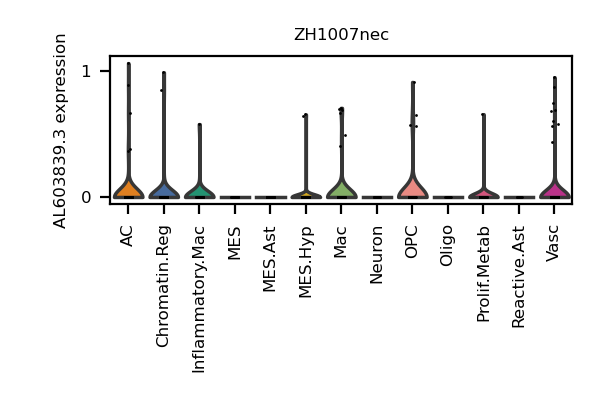 ZH1007nec
AL603839.3 expression
1
0
AC
Chromatin.Reg
Inflammatory.Mac
MES
MES.Ast
MES.Hyp
Mac
Neuron
OPC
Oligo
Prolif.Metab
Reactive.Ast
Vasc